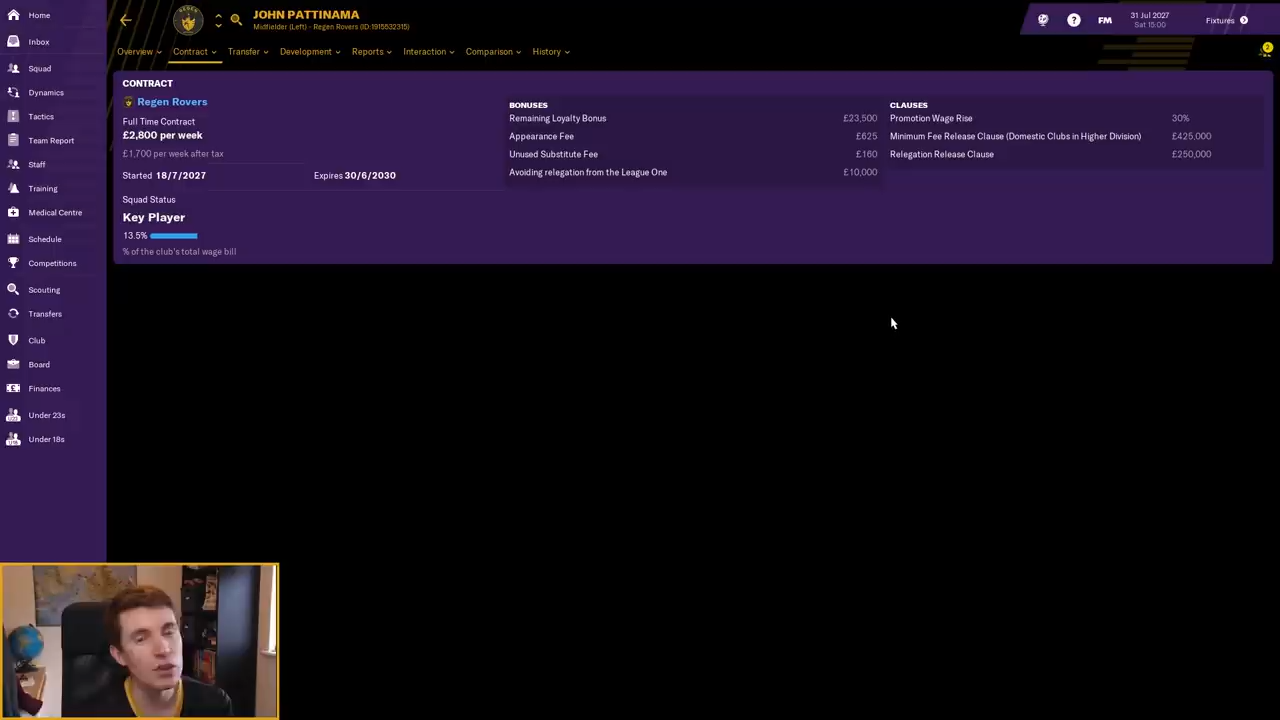 Home
Inbox
Squad
Dynamics
Tactics
Team Report
Staff
Training
Medical Centre
Schedule
Competitions
Scouting
Transfers
Club
Board
Finances
Under 23s
Under 18s
JOHN PATTINAMA
Midfielder (Left) - Regen Rovers (ID:1915532315)
FM
31 Jul 2027
Sat 15:00
Fixtures
2
Overview
Contract
Transfer
Development
Reports
Interaction
Comparison
History
CONTRACT
Regen Rovers
Full Time Contract
£2,800 per week
£1,700 per week after tax
Started 18/7/2027
Expires 30/6/2030
Squad Status
Key Player
13.5%
% of the club's total wage bill
BONUSES
Remaining Loyalty Bonus £23,500
Appearance Fee £625
Unused Substitute Fee £160
Avoiding relegation from the League One £10,000
CLAUSES
Promotion Wage Rise 30%
Minimum Fee Release Clause (Domestic Clubs in Higher Division) £425,000
Relegation Release Clause £250,000